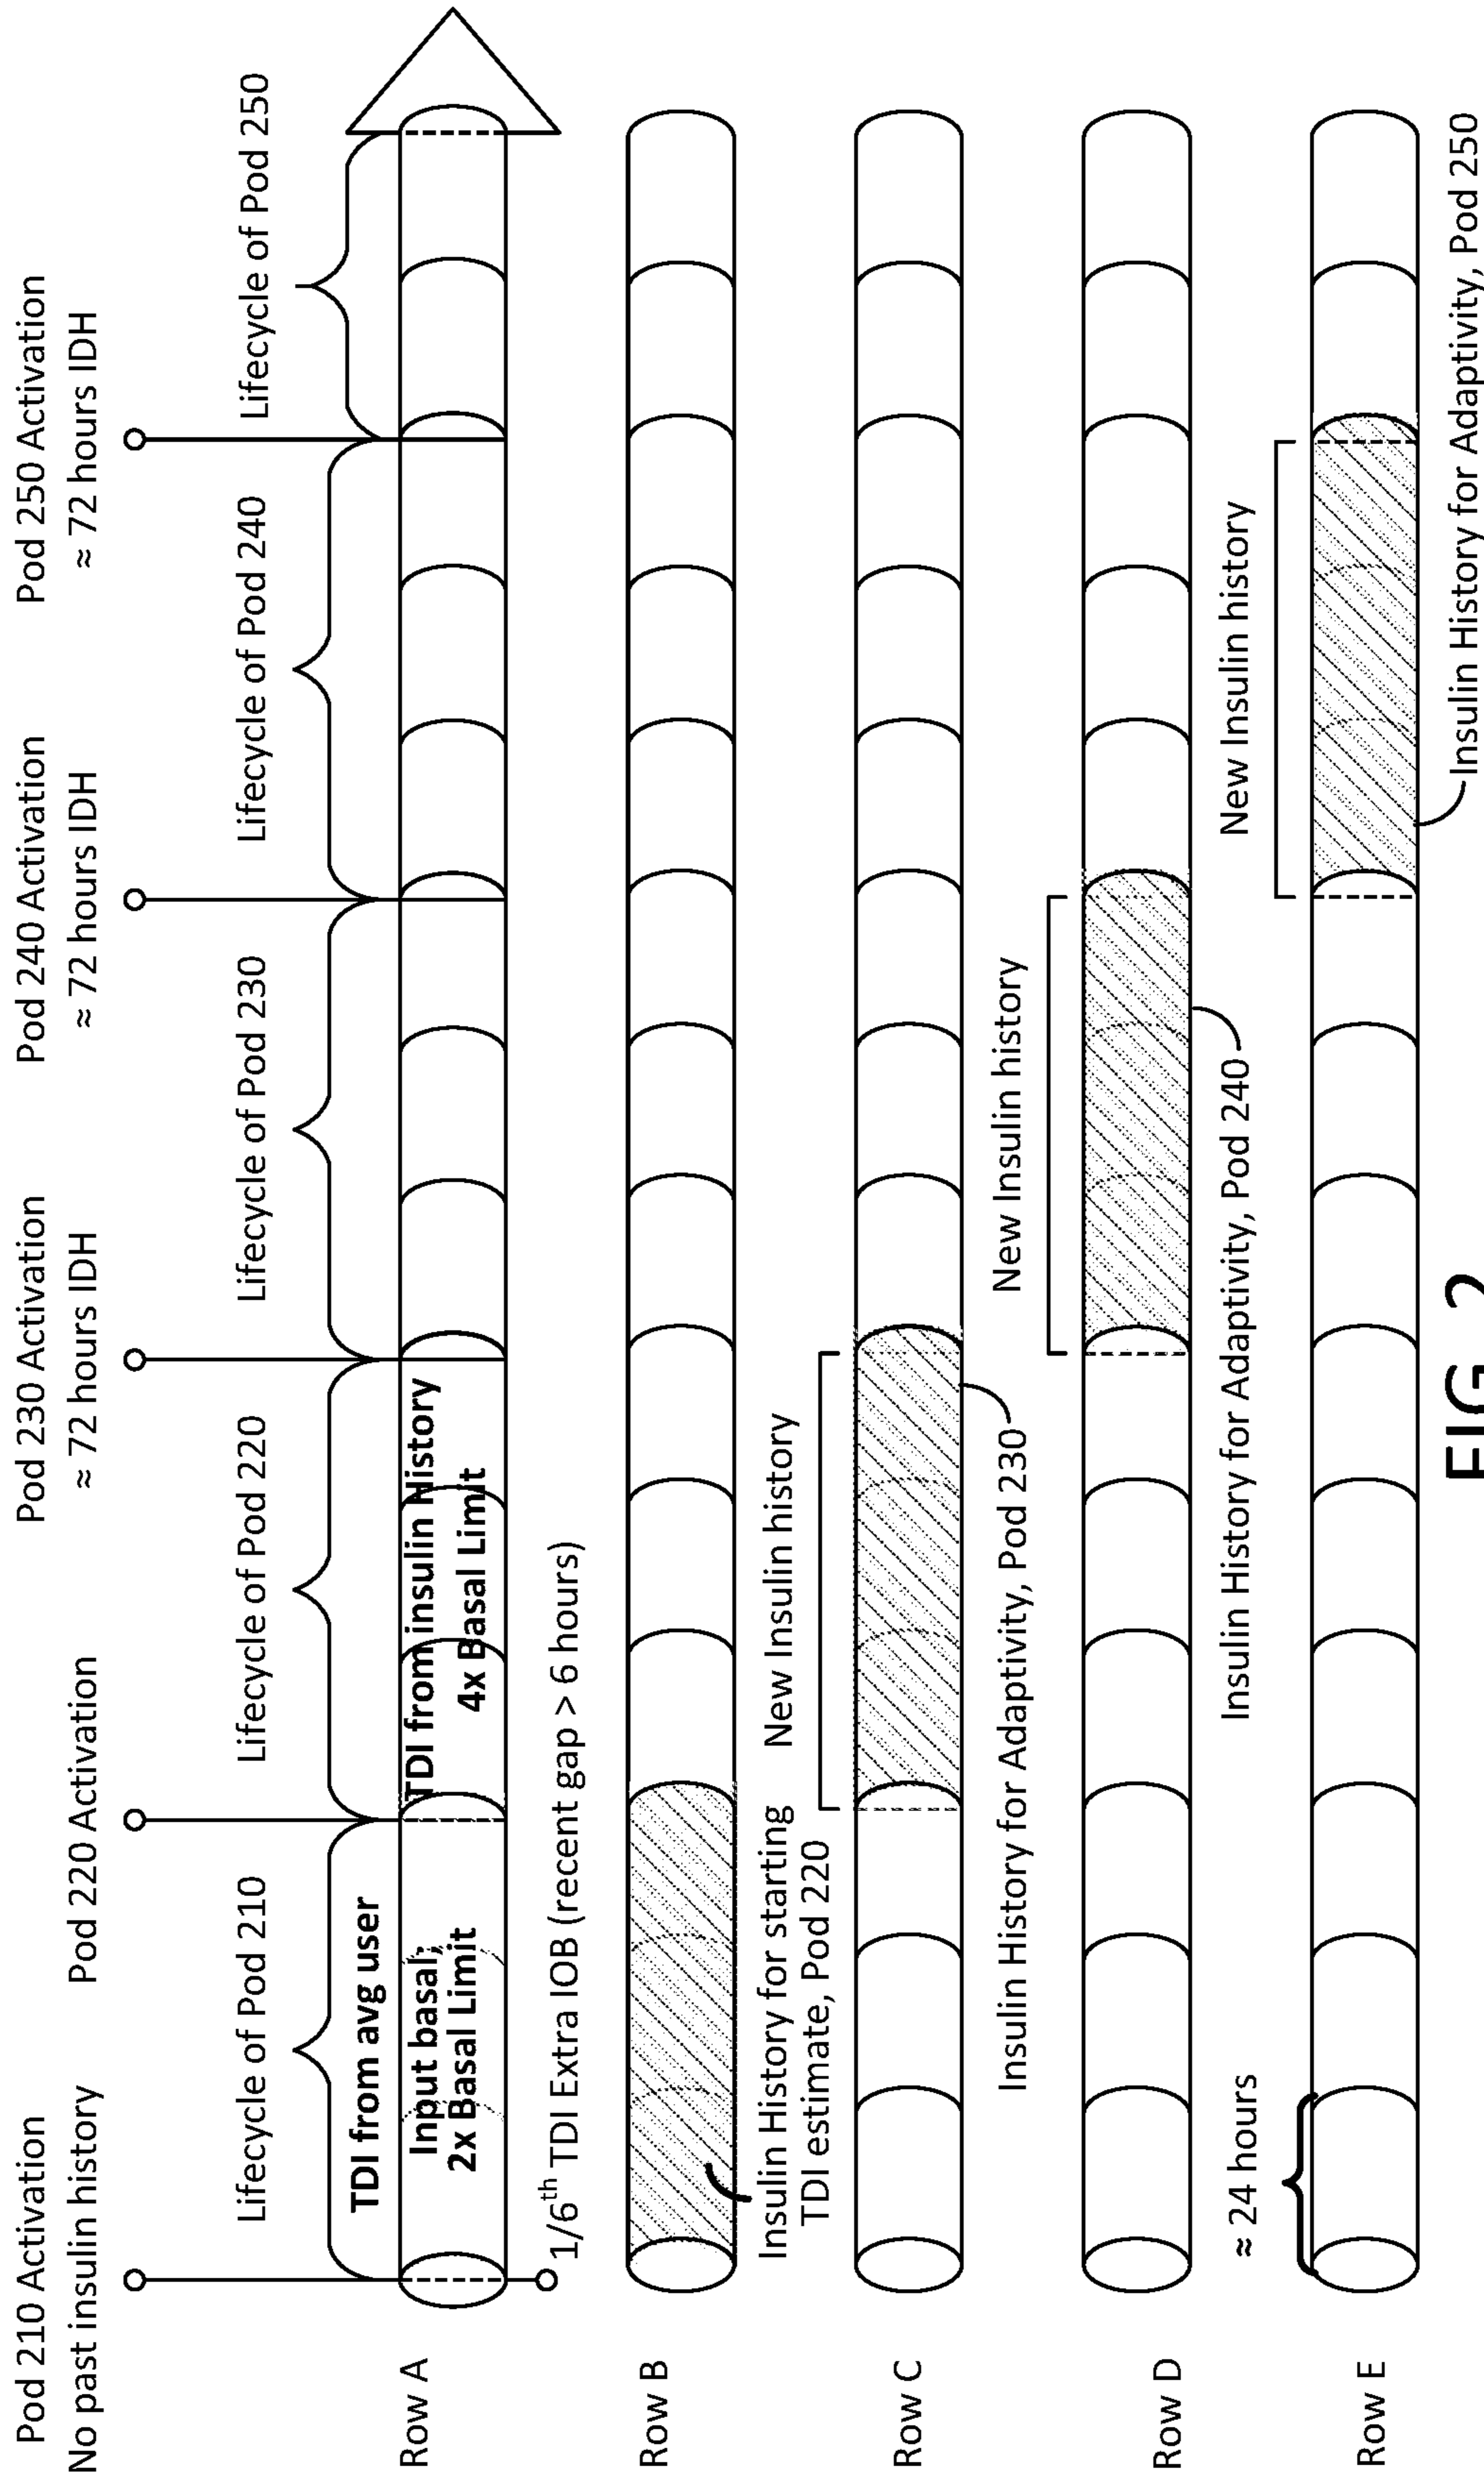 Pod 210 Activation
No past insulin history
Pod 220 Activation
Pod 230 Activation
≈ 72 hours IDH
Pod 240 Activation
≈ 72 hours IDH
Pod 250 Activation
≈ 72 hours IDH
Lifecycle of Pod 210
Lifecycle of Pod 220
Lifecycle of Pod 230
Lifecycle of Pod 240
Lifecycle of Pod 250
Row A
TDI from avg user
Input basal;
2x Basal Limit
TDI from insulin History
4x Basal Limit
1/6th TDI Extra IOB (recent gap > 6 hours)
Row B
Insulin History for starting
TDI estimate, Pod 220
New Insulin history
Row C
Insulin History for Adaptivity, Pod 230
New Insulin history
Row D
Insulin History for Adaptivity, Pod 240
New Insulin history
≈ 24 hours
Row E
Insulin History for Adaptivity, Pod 250
FIG. 2